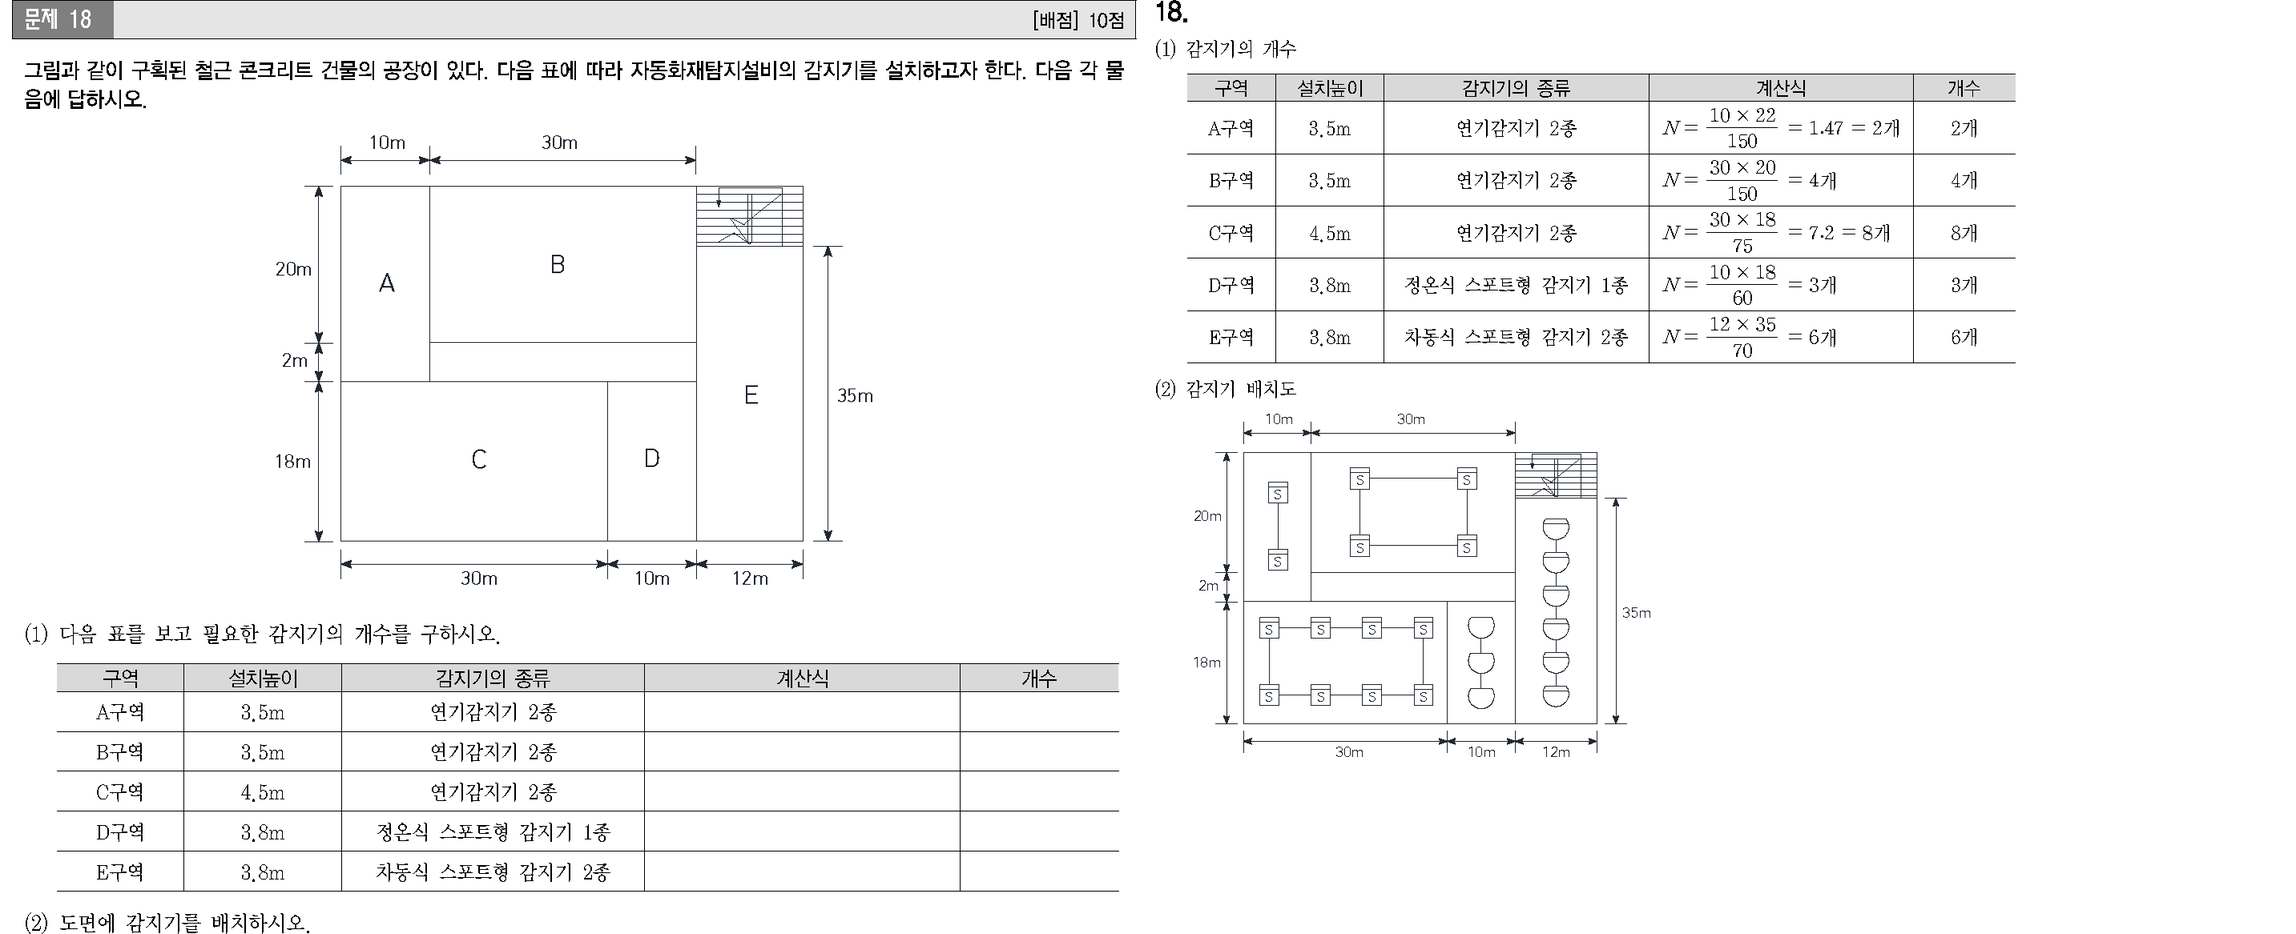 문제 18
[배점] 10점
그림과 같이 구획된 철근 콘크리트 건물의 공장이 있다. 다음 표에 따라 자동화재탐지설비의 감지기를 설치하고자 한다. 다음 각 물
음에 답하시오.
10m 30m
20m
2m
18m
A
B
C
D
E
35m
30m 10m 12m
(1) 다음 표를 보고 필요한 감지기의 개수를 구하시오.
구역 설치높이 감지기의 종류 계산식 개수
A구역 3.5m 연기감지기 2종
B구역 3.5m 연기감지기 2종
C구역 4.5m 연기감지기 2종
D구역 3.8m 정온식 스포트형 감지기 1종
E구역 3.8m 차동식 스포트형 감지기 2종
(2) 도면에 감지기를 배치하시오.
18.
(1) 감지기의 개수
구역 설치높이 감지기의 종류 계산식 개수
A구역 3.5m 연기감지기 2종 N = 10 × 22 / 150 = 1.47 = 2개 2개
B구역 3.5m 연기감지기 2종 N = 30 × 20 / 150 = 4개 4개
C구역 4.5m 연기감지기 2종 N = 30 × 18 / 75 = 7.2 = 8개 8개
D구역 3.8m 정온식 스포트형 감지기 1종 N = 10 × 18 / 60 = 3개 3개
E구역 3.8m 차동식 스포트형 감지기 2종 N = 12 × 35 / 70 = 6개 6개
(2) 감지기 배치도
10m 30m
S S
S
20m
S S
S
2m
35m
S S S S
18m
S S S S
30m 10m 12m